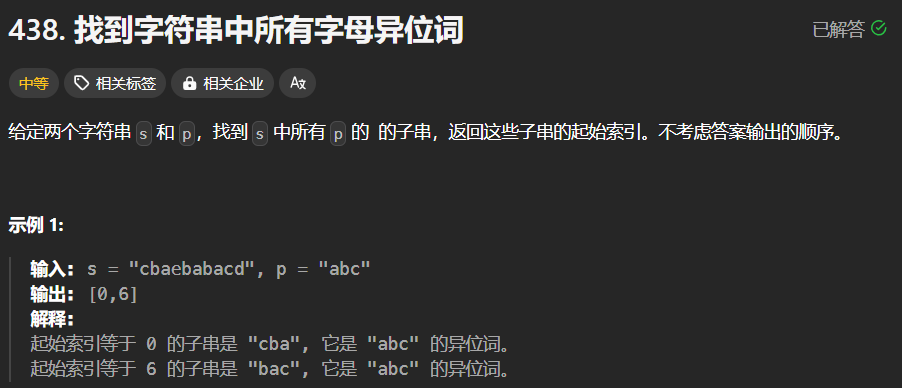 438. 找到字符串中所有字母异位词
已解答
中等 相关标签 相关企业 Aあ
给定两个字符串 s 和 p，找到 s 中所有 p 的 的子串，返回这些子串的起始索引。不考虑答案输出的顺序。
示例 1:
输入: s = "cbaebabacd", p = "abc"
输出: [0,6]
解释:
起始索引等于 0 的子串是 "cba", 它是 "abc" 的异位词。
起始索引等于 6 的子串是 "bac", 它是 "abc" 的异位词。